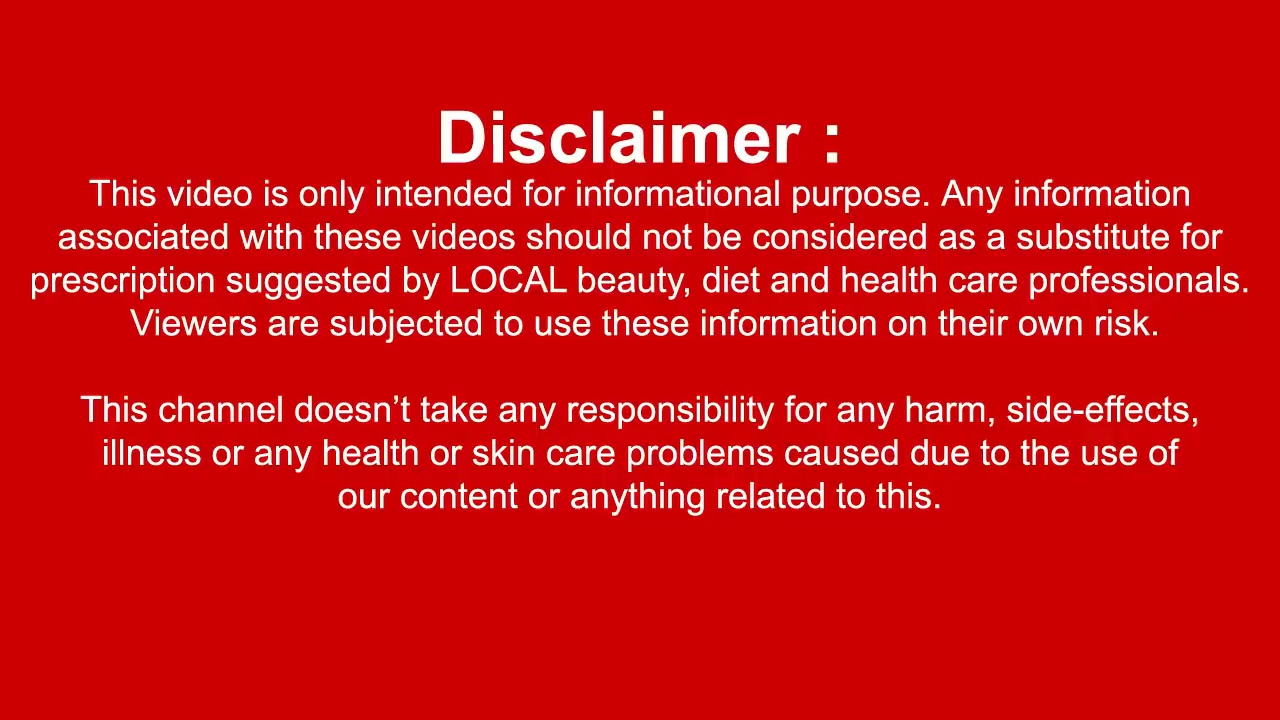 Disclaimer :
This video is only intended for informational purpose. Any information
associated with these videos should not be considered as a substitute for
prescription suggested by LOCAL beauty, diet and health care professionals.
Viewers are subjected to use these information on their own risk.
This channel doesn’t take any responsibility for any harm, side-effects,
illness or any health or skin care problems caused due to the use of
our content or anything related to this.